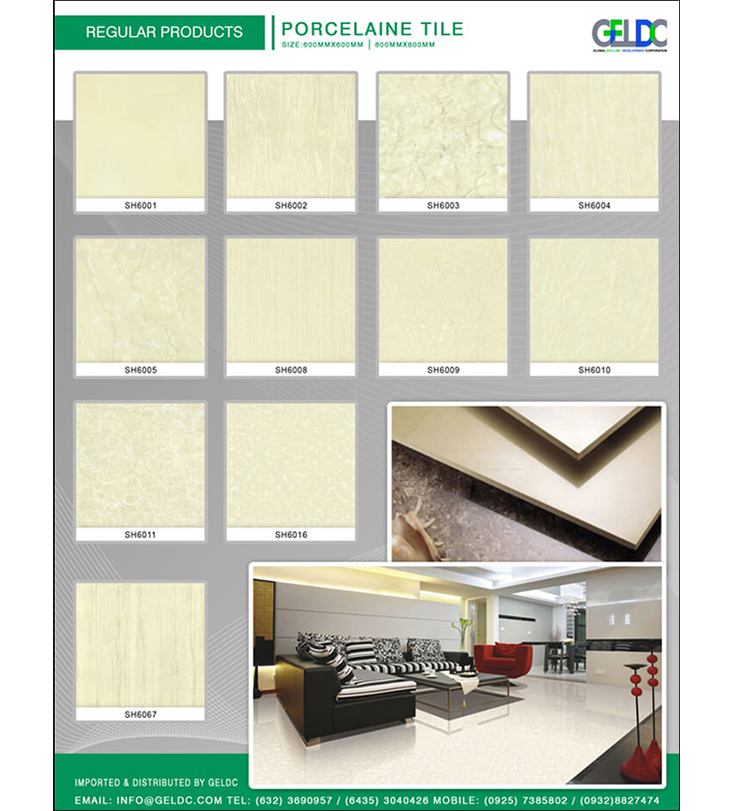 REGULAR PRODUCTS
PORCELAINE TILE
SIZE:600MMX600MM | 800MMX800MM
GELDC
GLOBAL EXCLUSIVE DEVELOPMENT CORPORATION
SH6001
SH6002
SH6003
SH6004
SH6005
SH6008
SH6009
SH6010
SH6011
SH6016
SH6067
IMPORTED & DISTRIBUTED BY GELDC
EMAIL: INFO@GELDC.COM TEL: (632) 3690957 / (6435) 3040426 MOBILE: (0925) 7385802 / (0932)8827474